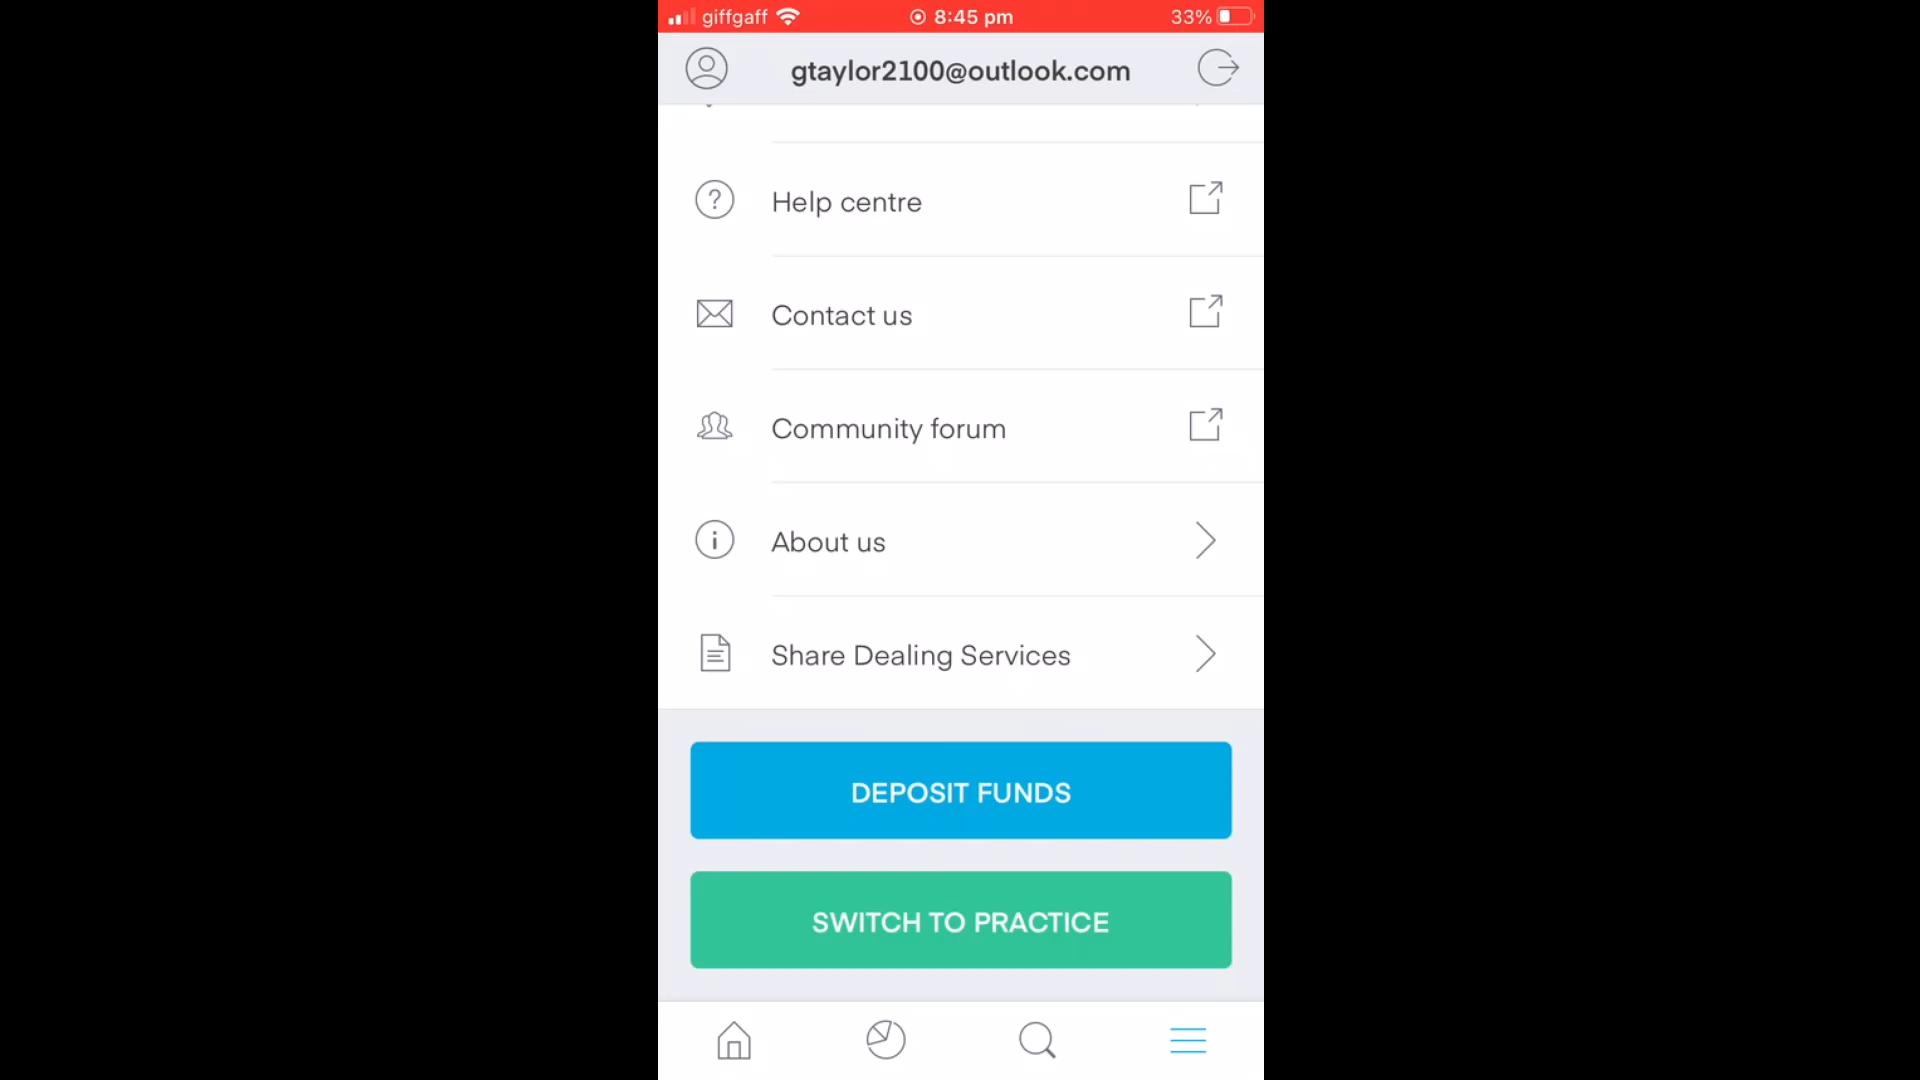 giffgaff 8:45 pm 33%
gtaylor2100@outlook.com
Help centre
Contact us
Community forum
About us
Share Dealing Services
DEPOSIT FUNDS
SWITCH TO PRACTICE